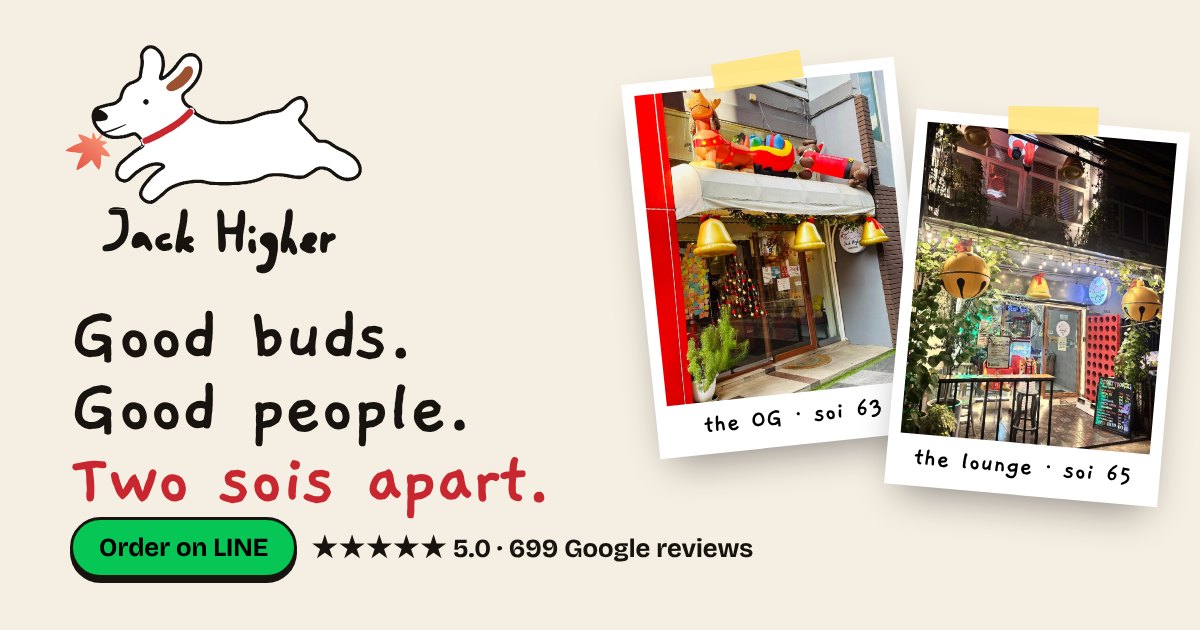 Jack Higher
Good buds.
Good people.
Two sois apart.
Order on LINE
★★★★★ 5.0 · 699 Google reviews
the OG · soi 63
the lounge · soi 65